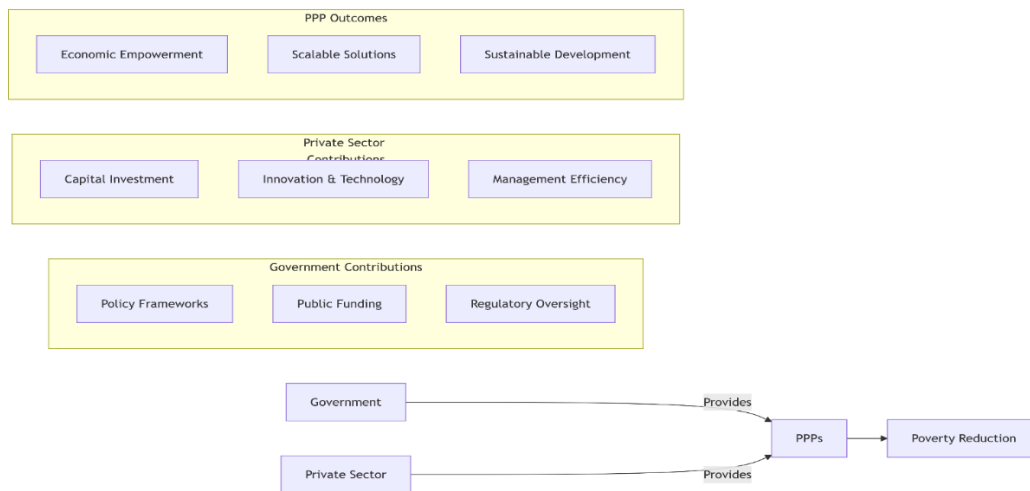 PPP Outcomes
Economic Empowerment
Scalable Solutions
Sustainable Development
Private Sector
Contributions
Capital Investment
Innovation & Technology
Management Efficiency
Government Contributions
Policy Frameworks
Public Funding
Regulatory Oversight
Government
Provides
PPPs
Poverty Reduction
Private Sector
Provides